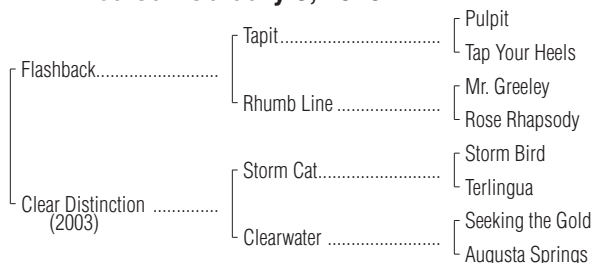 Pulpit
Tapit
Tap Your Heels
Flashback
Mr. Greeley
Rhumb Line
Rose Rhapsody
Storm Bird
Storm Cat
Terlingua
Clear Distinction
(2003)
Seeking the Gold
Clearwater
Augusta Springs